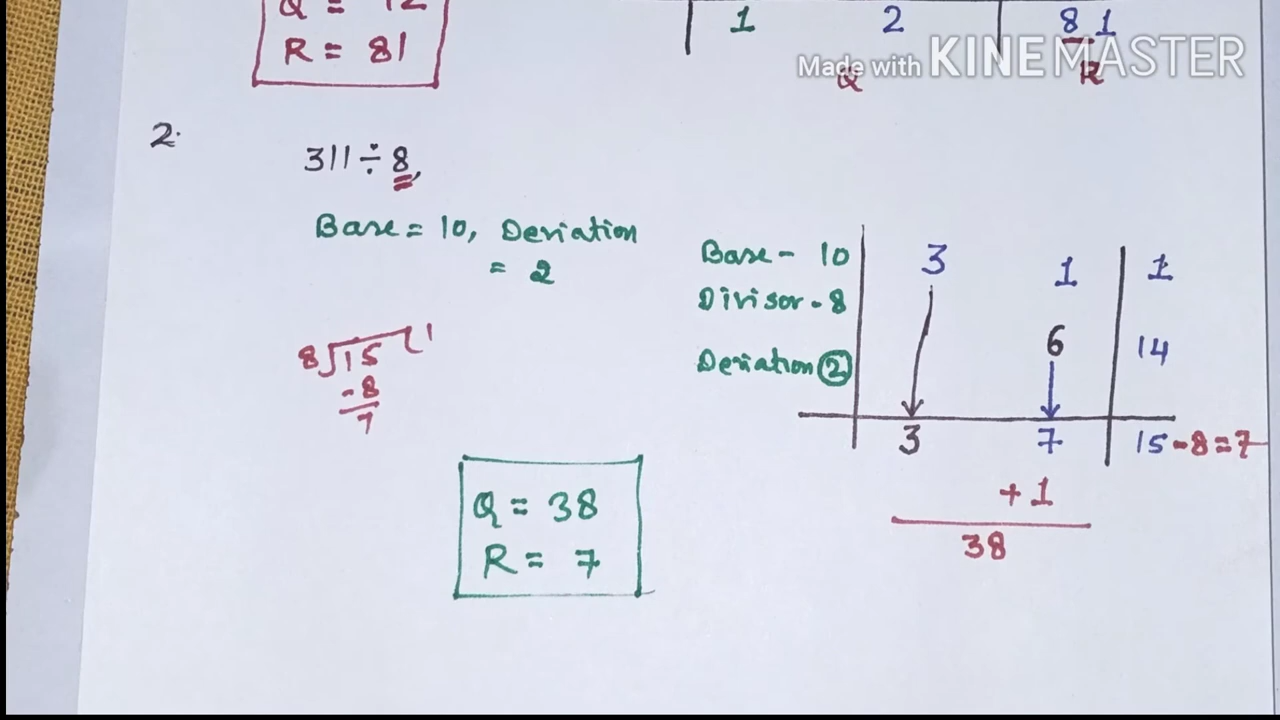 Q = 12
R = 81
1 2 8 1
Made with KINEMASTER
Q R
2.
311 ÷ 8,
Base = 10, Deviation
= 2
8 15 1
-8
7
Q = 38
R = 7
Base - 10 3 1 1
Divisor - 8
Deviation 2 6 14
3 7 15 - 8 = 7
+ 1
38